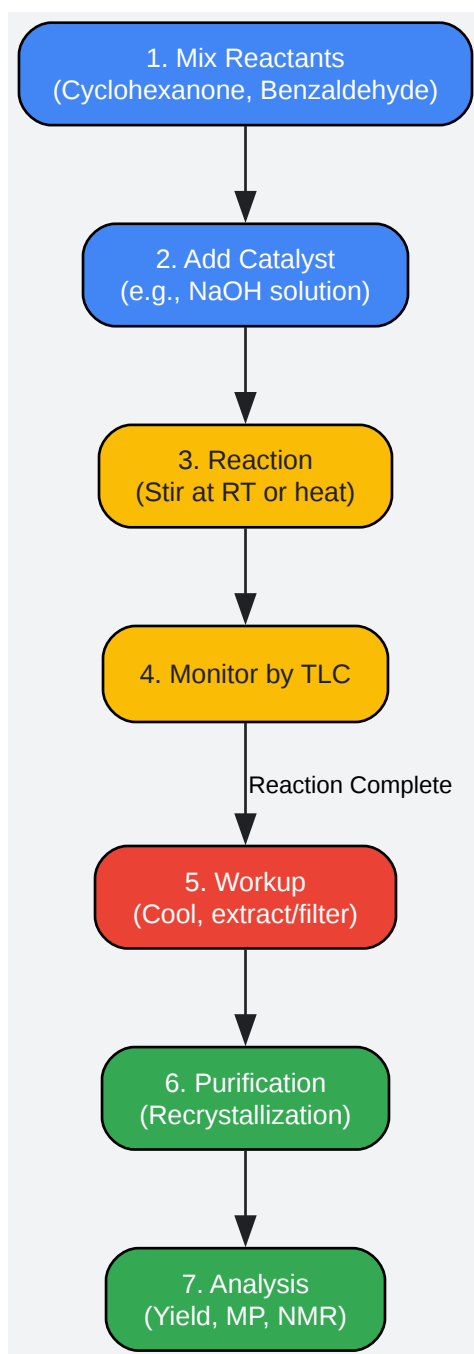 1. Mix Reactants
(Cyclohexanone, Benzaldehyde)
2. Add Catalyst
(e.g., NaOH solution)
3. Reaction
(Stir at RT or heat)
4. Monitor by TLC
Reaction Complete
5. Workup
(Cool, extract/filter)
6. Purification
(Recrystallization)
7. Analysis
(Yield, MP, NMR)